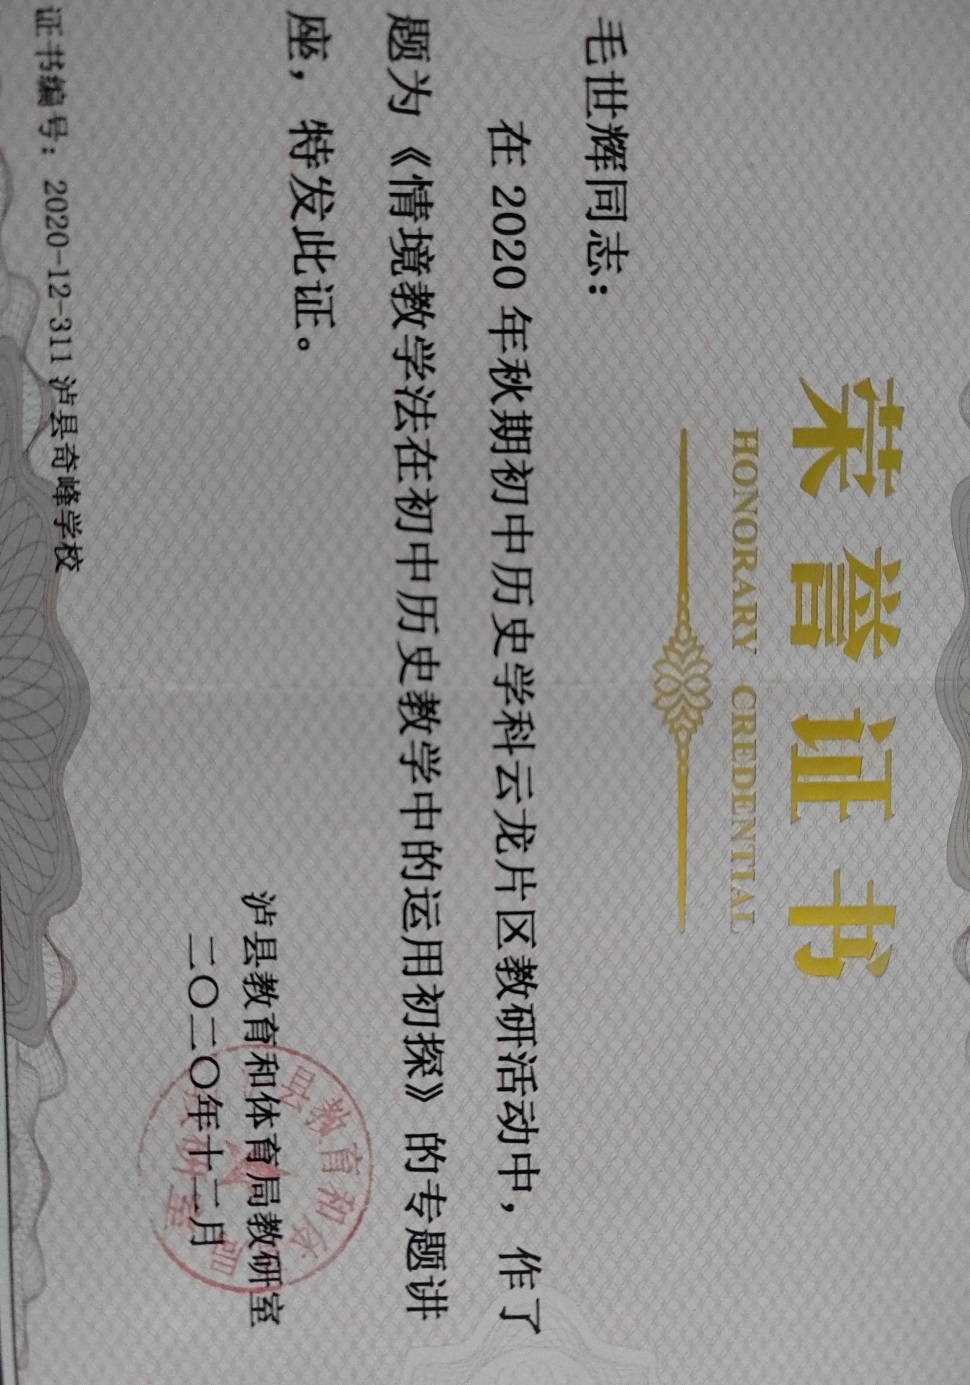 荣誉证书
HONORARY CREDENTIAL
毛世辉同志：
在 2020 年秋期初中历史学科云龙片区教研活动中，作了
题为《情境教学法在初中历史教学中的运用初探》的专题讲
座，特发此证。
泸县教育和体育局教研室
二〇二〇年十二月
证书编号：2020-12-311 泸县奇峰学校